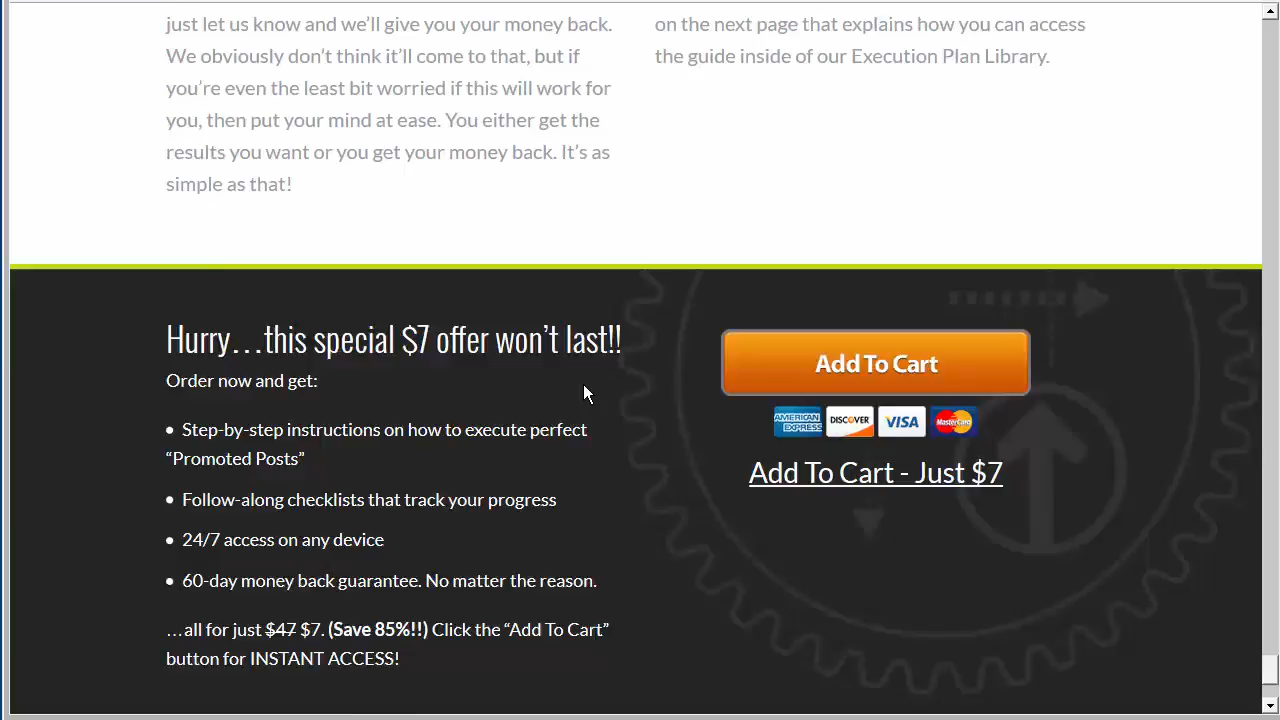 just let us know and we’ll give you your money back.
We obviously don’t think it’ll come to that, but if
you’re even the least bit worried if this will work for
you, then put your mind at ease. You either get the
results you want or you get your money back. It’s as
simple as that!
on the next page that explains how you can access
the guide inside of our Execution Plan Library.
Hurry…this special $7 offer won’t last!!
Order now and get:
• Step-by-step instructions on how to execute perfect
“Promoted Posts”
• Follow-along checklists that track your progress
• 24/7 access on any device
• 60-day money back guarantee. No matter the reason.
…all for just $47 $7. (Save 85%!!) Click the “Add To Cart”
button for INSTANT ACCESS!
Add To Cart
AMERICAN EXPRESS DISCOVER VISA MasterCard
Add To Cart - Just $7